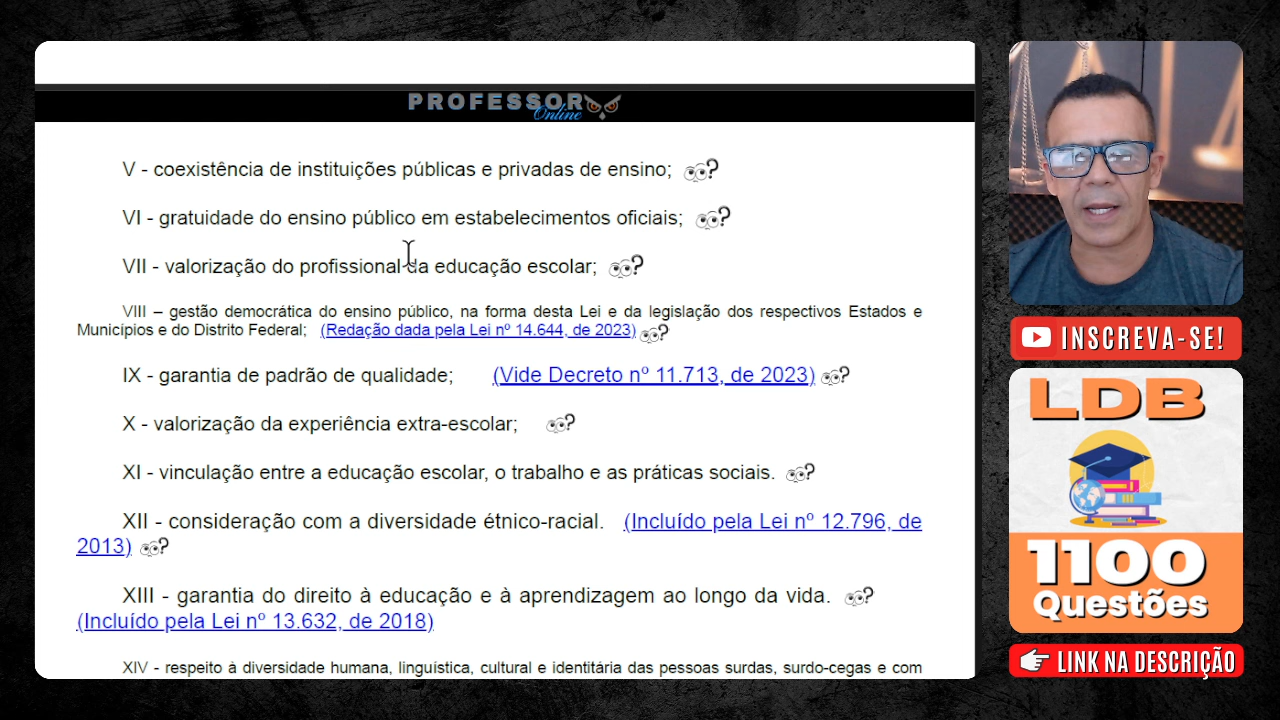 PROFESSOR
Online
V - coexistência de instituições públicas e privadas de ensino; ?
VI - gratuidade do ensino público em estabelecimentos oficiais; ?
VII - valorização do profissional da educação escolar; ?
VIII – gestão democrática do ensino público, na forma desta Lei e da legislação dos respectivos Estados e
Municípios e do Distrito Federal; (Redação dada pela Lei nº 14.644, de 2023) ?
IX - garantia de padrão de qualidade; (Vide Decreto nº 11.713, de 2023) ?
X - valorização da experiência extra-escolar; ?
XI - vinculação entre a educação escolar, o trabalho e as práticas sociais. ?
XII - consideração com a diversidade étnico-racial. (Incluído pela Lei nº 12.796, de
2013) ?
XIII - garantia do direito à educação e à aprendizagem ao longo da vida. ?
(Incluído pela Lei nº 13.632, de 2018)
XIV - respeito à diversidade humana, linguística, cultural e identitária das pessoas surdas, surdo-cegas e com
INSCREVA-SE!
LDB
1100
Questões
LINK NA DESCRIÇÃO